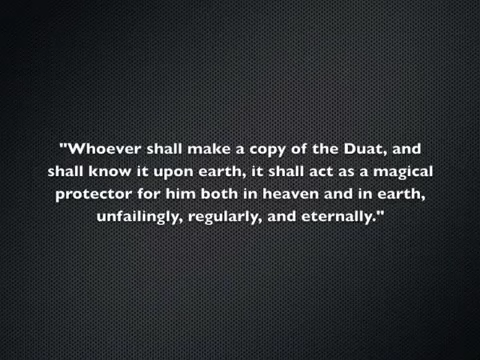 "Whoever shall make a copy of the Duat, and
shall know it upon earth, it shall act as a magical
protector for him both in heaven and in earth,
unfailingly, regularly, and eternally."